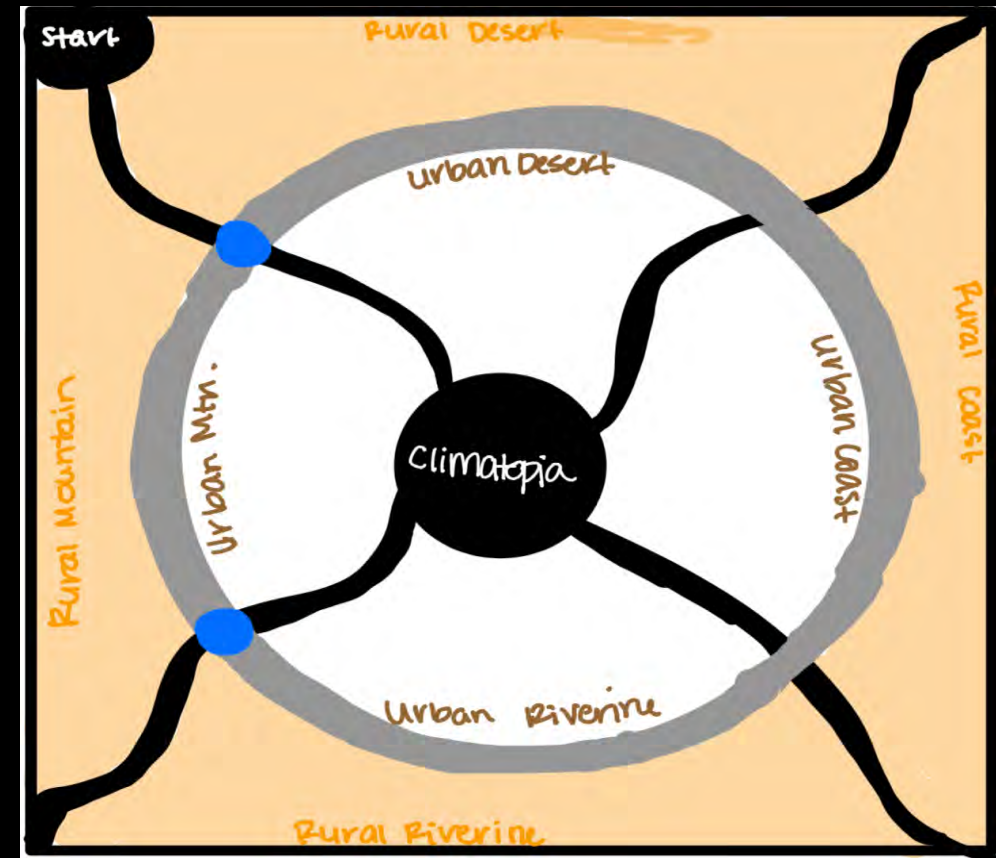 Start
Rural Desert
Urban Desert
Rural Coast
Urban Coast
Urban Mtn.
Rural Mountain
Climatopia
Urban Riverine
Rural Riverine